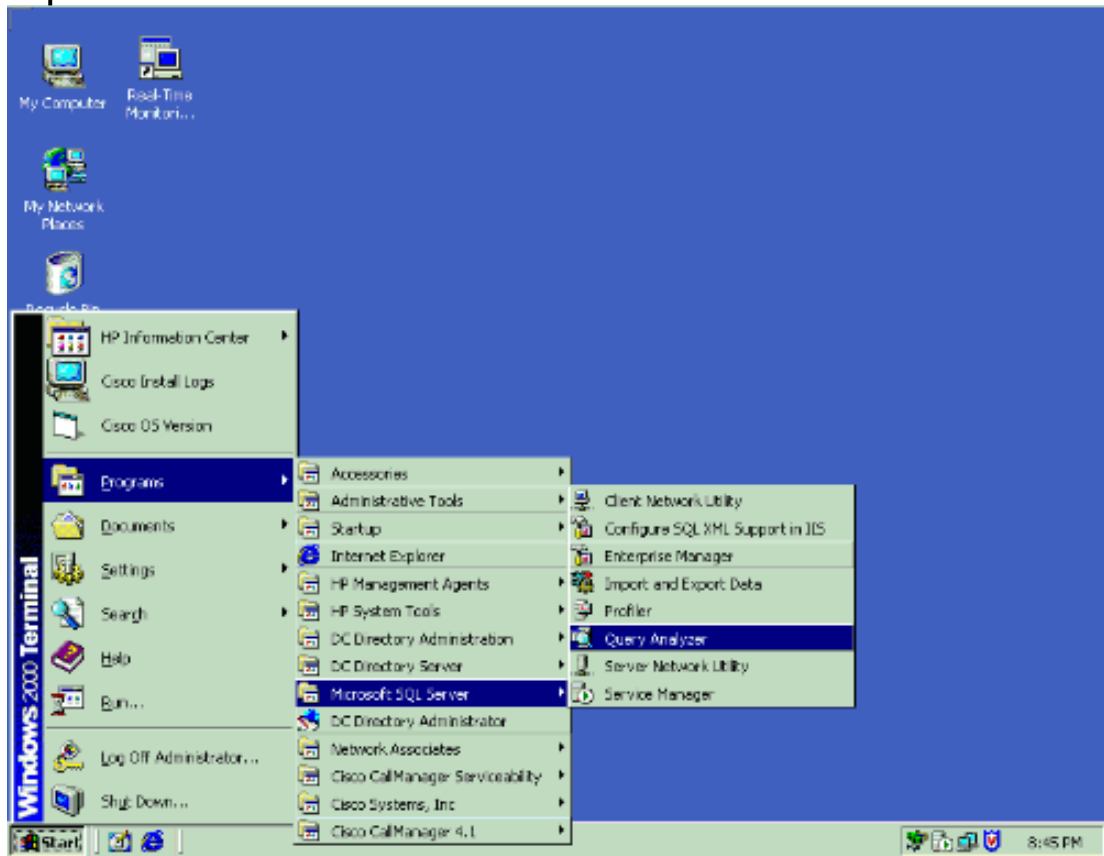 My Computer
Real-Time
Monitori...
My Network
Places
Recycle Bin
HP Information Center
Cisco Install Logs
Cisco OS Version
Programs
Documents
Settings
Search
Help
Run...
Log Off Administrator...
Shut Down...
Windows 2000 Terminal
Accessories
Administrative Tools
Startup
Internet Explorer
HP Management Agents
HP System Tools
DC Directory Administration
DC Directory Server
Microsoft SQL Server
DC Directory Administrator
Network Associates
Cisco CallManager Serviceability
Cisco Systems, Inc
Cisco CallManager 4.1
Client Network Utility
Configure SQL XML Support in IIS
Enterprise Manager
Import and Export Data
Profiler
Query Analyzer
Server Network Utility
Service Manager
Start
8:45 PM